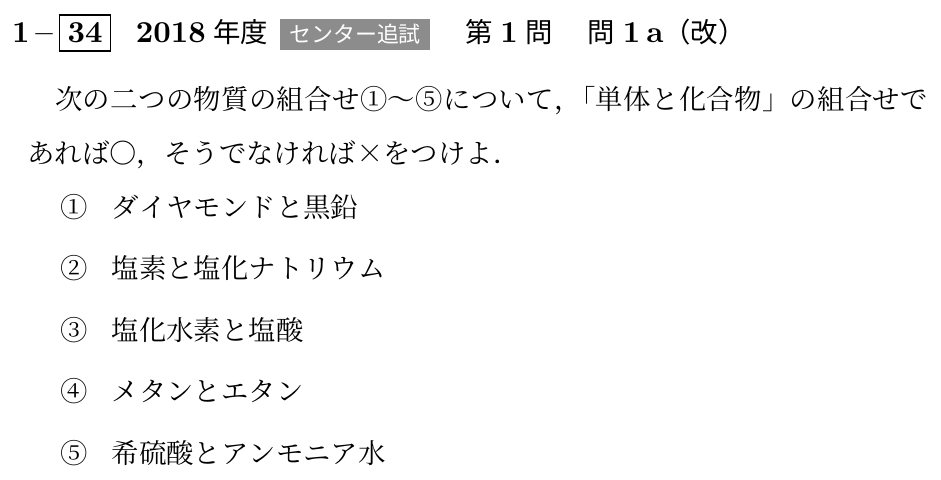 1－34 2018 年度 センター追試 第 1 問 問 1 a（改）
次の二つの物質の組合せ①～⑤について，「単体と化合物」の組合せで
あれば○，そうでなければ×をつけよ．
① ダイヤモンドと黒鉛
② 塩素と塩化ナトリウム
③ 塩化水素と塩酸
④ メタンとエタン
⑤ 希硫酸とアンモニア水